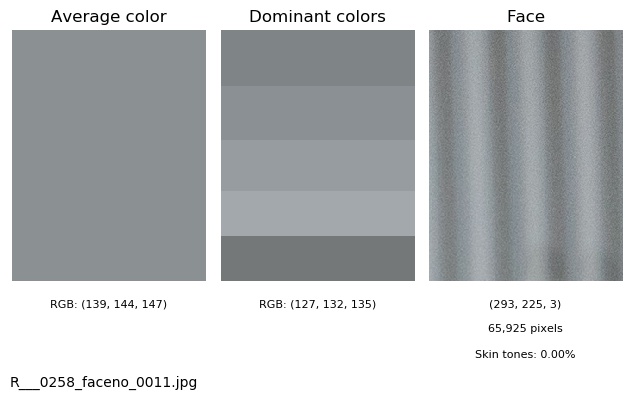 Average color
Dominant colors
Face
RGB: (139, 144, 147)
RGB: (127, 132, 135)
(293, 225, 3)
65,925 pixels
Skin tones: 0.00%
R___0258_faceno_0011.jpg